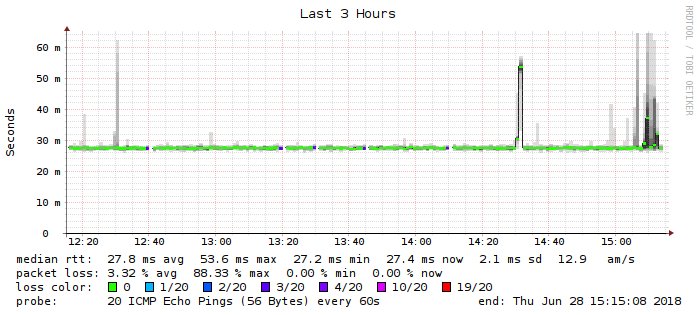 Last 3 Hours
RRDTOOL / TOBI OETIKER
Seconds
60 m
50 m
40 m
30 m
20 m
10 m
0
12:20 12:40 13:00 13:20 13:40 14:00 14:20 14:40 15:00
median rtt: 27.8 ms avg 53.6 ms max 27.2 ms min 27.4 ms now 2.1 ms sd 12.9 am/s
packet loss: 3.32 % avg 88.33 % max 0.00 % min 0.00 % now
loss color: 0 1/20 2/20 3/20 4/20 10/20 19/20
probe: 20 ICMP Echo Pings (56 Bytes) every 60s end: Thu Jun 28 15:15:08 2018